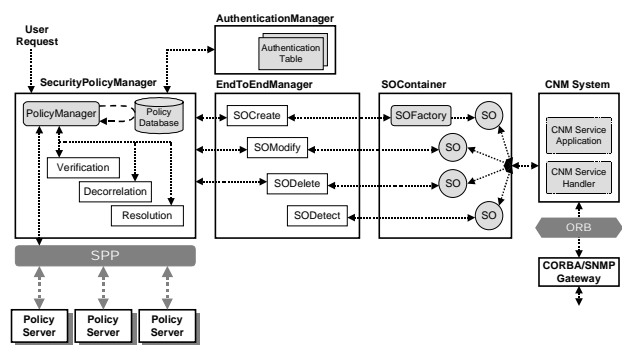 User
Request
AuthenticationManager
Authentication
Table
SecurityPolicyManager
EndToEndManager
SOContainer
CNM System
PolicyManager
Policy
Database
SOCreate
SOFactory
SO
CNM Service
Application
SOModify
SO
Verification
CNM Service
Handler
Decorrelation
SODelete
SO
Resolution
SODetect
SO
ORB
SPP
CORBA/SNMP
Gateway
Policy
Server
Policy
Server
Policy
Server